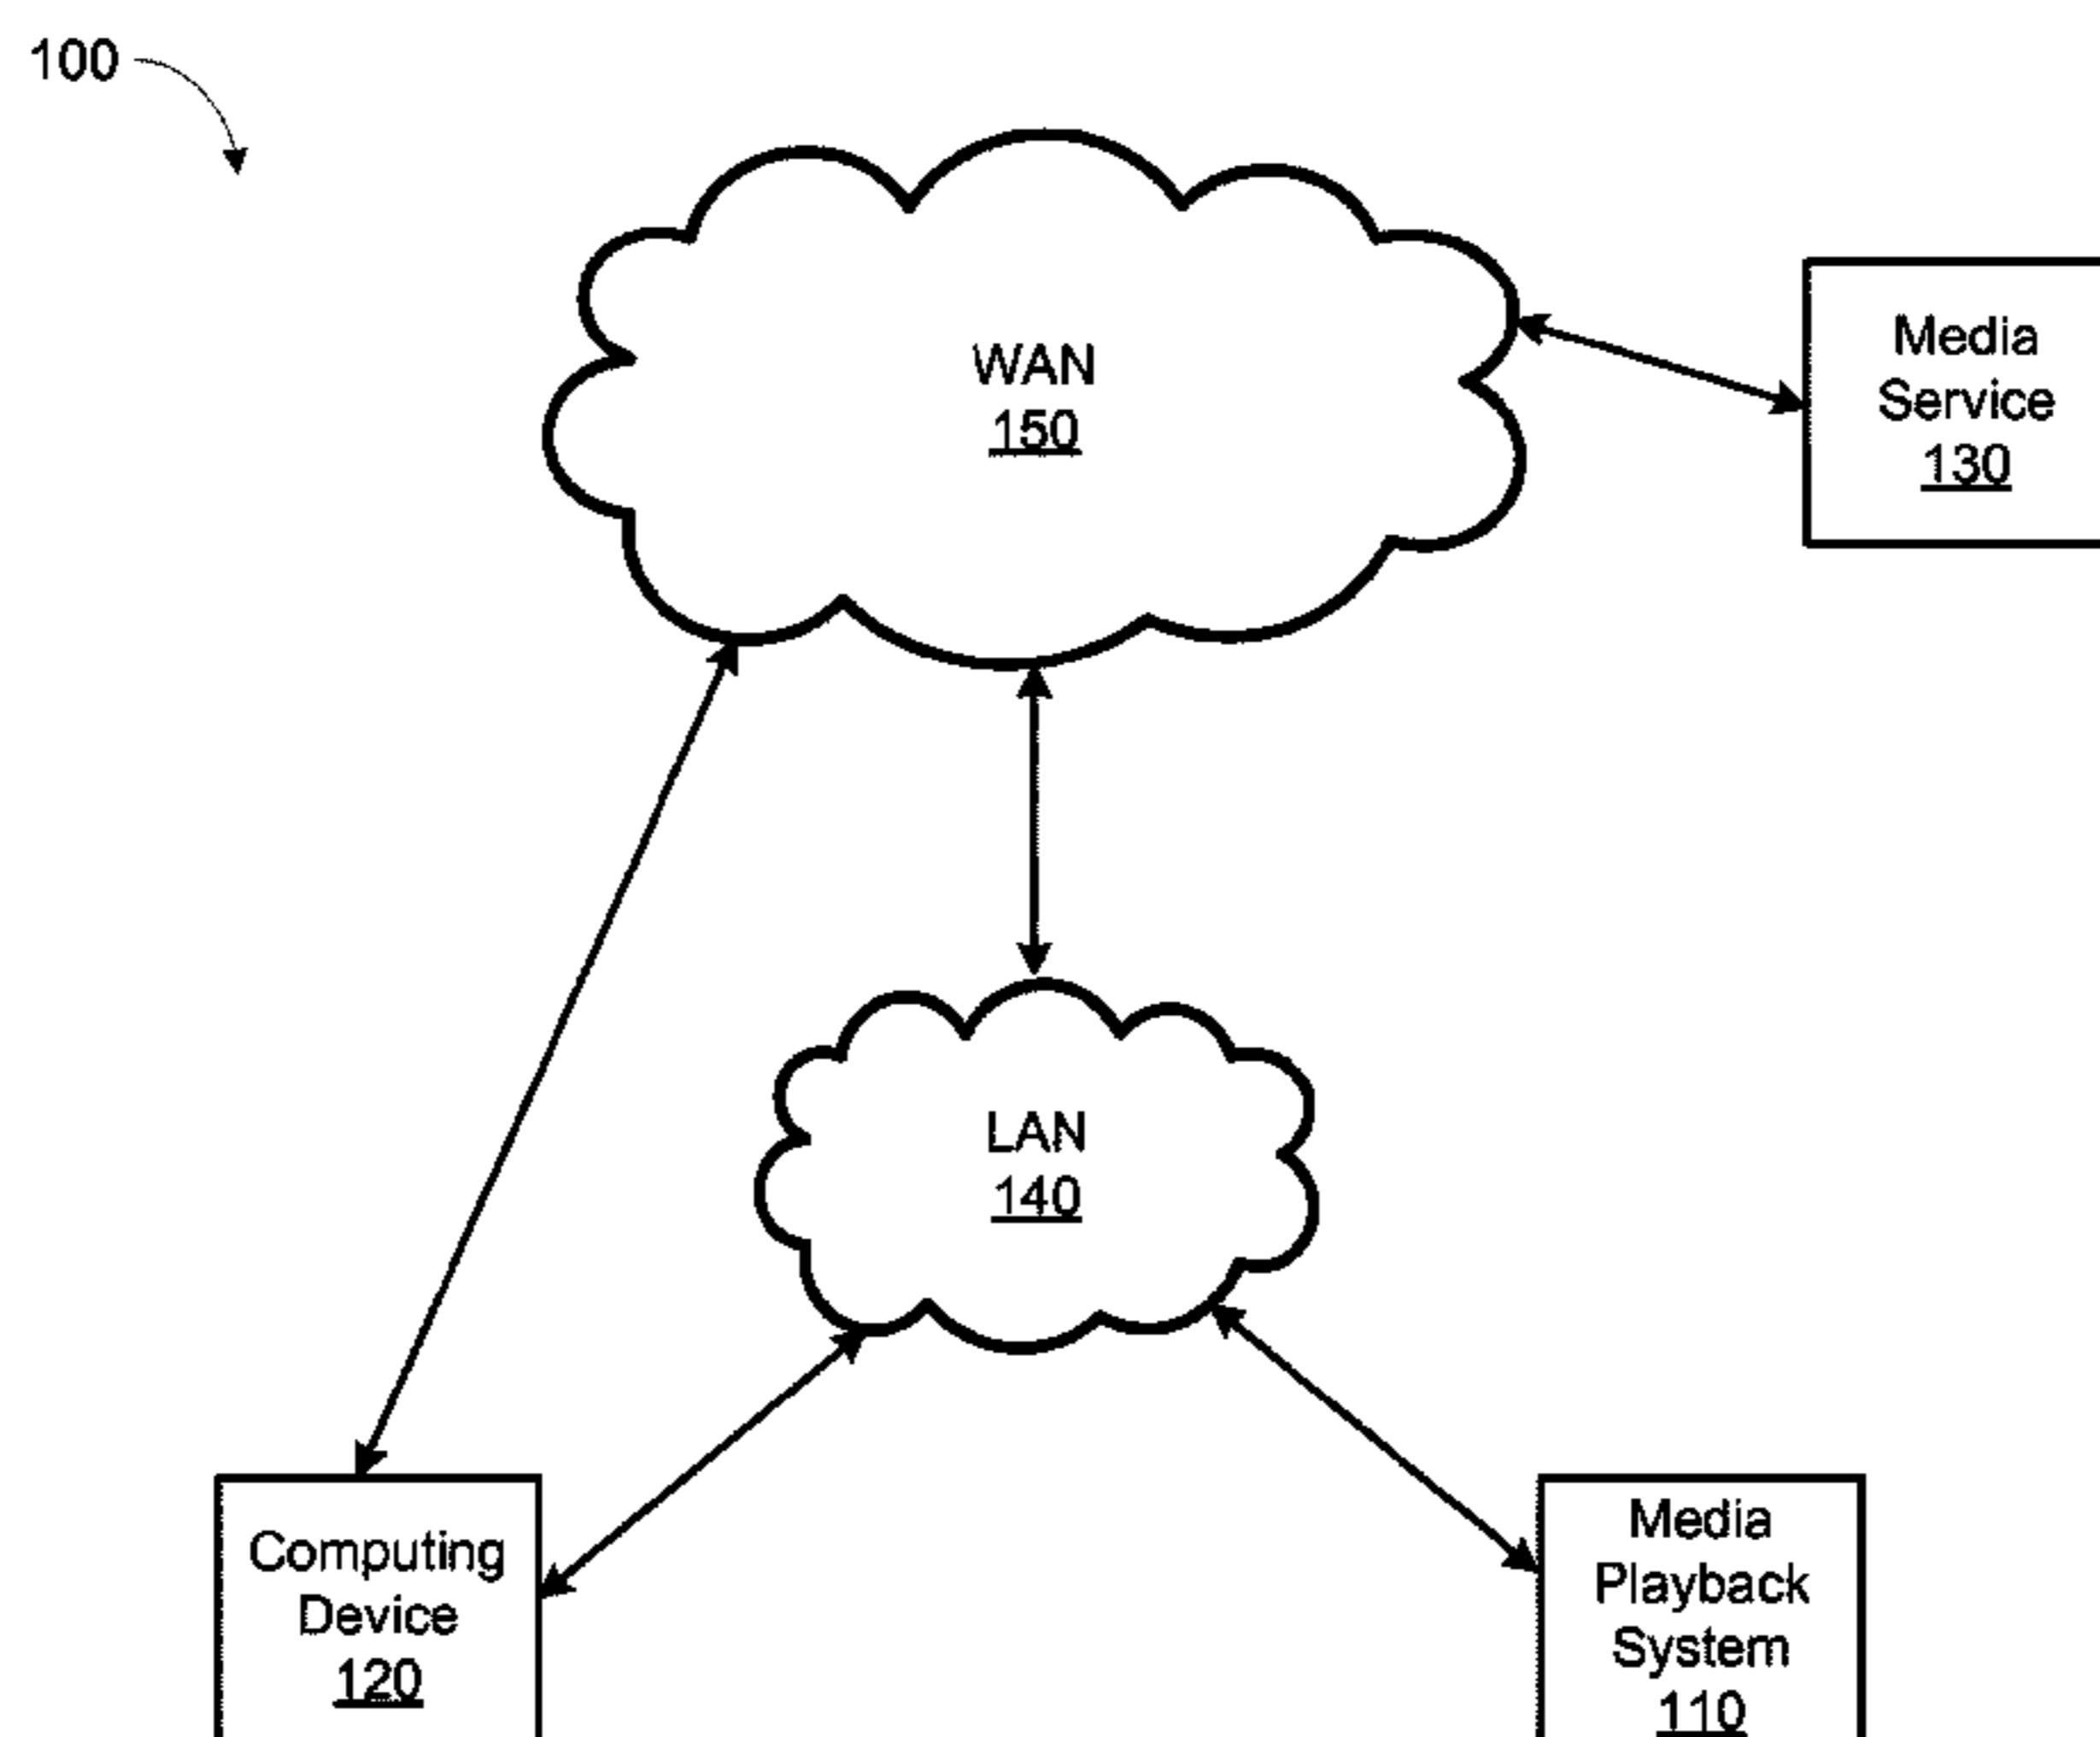 100
WAN
150
Media
Service
130
LAN
140
Computing
Device
120
Media
Playback
System
110